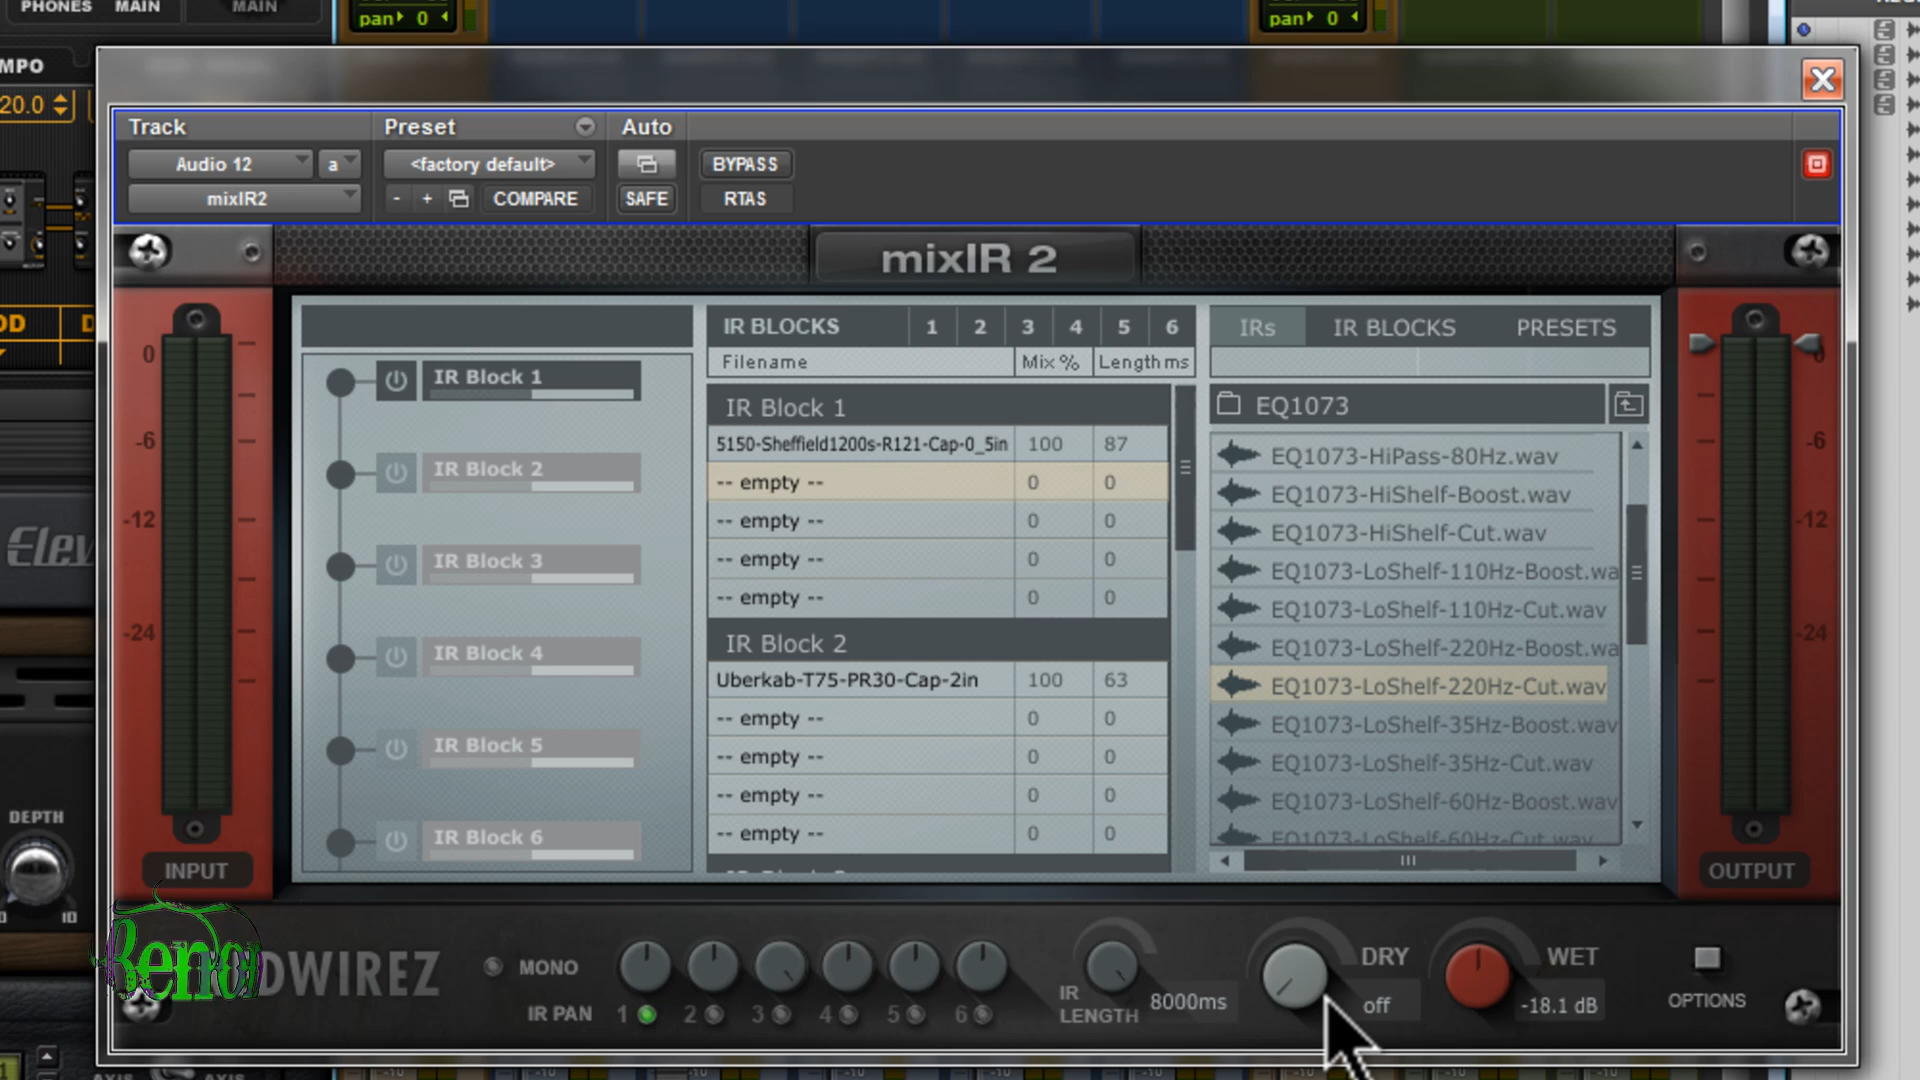 PHONES MAIN MAIN
pan 0
pan 0
MPO
20.0
Track Preset Auto
Audio 12 a <factory default> BYPASS
mixIR2 - + COMPARE SAFE RTAS
mixIR 2
IR BLOCKS 1 2 3 4 5 6
Filename Mix % Length ms
IRs IR BLOCKS PRESETS
EQ1073
IR Block 1
IR Block 2
IR Block 3
IR Block 4
IR Block 5
IR Block 6
IR Block 1
5150-Sheffield1200s-R121-Cap-0_5in 100 87
-- empty -- 0 0
-- empty -- 0 0
-- empty -- 0 0
-- empty -- 0 0
IR Block 2
Uberkab-T75-PR30-Cap-2in 100 63
-- empty -- 0 0
-- empty -- 0 0
-- empty -- 0 0
-- empty -- 0 0
EQ1073-HiPass-80Hz.wav
EQ1073-HiShelf-Boost.wav
EQ1073-HiShelf-Cut.wav
EQ1073-LoShelf-110Hz-Boost.wa
EQ1073-LoShelf-110Hz-Cut.wav
EQ1073-LoShelf-220Hz-Boost.wa
EQ1073-LoShelf-220Hz-Cut.wav
EQ1073-LoShelf-35Hz-Boost.wav
EQ1073-LoShelf-35Hz-Cut.wav
EQ1073-LoShelf-60Hz-Boost.wav
EQ1073-LoShelf-60Hz-Cut.wav
0
-6
-12
-24
INPUT
0
-6
-12
-24
OUTPUT
Elev
DEPTH
10
DWIREZ
MONO
IR PAN 1 2 3 4 5 6
IR LENGTH 8000ms
DRY
off
WET
-18.1 dB
OPTIONS